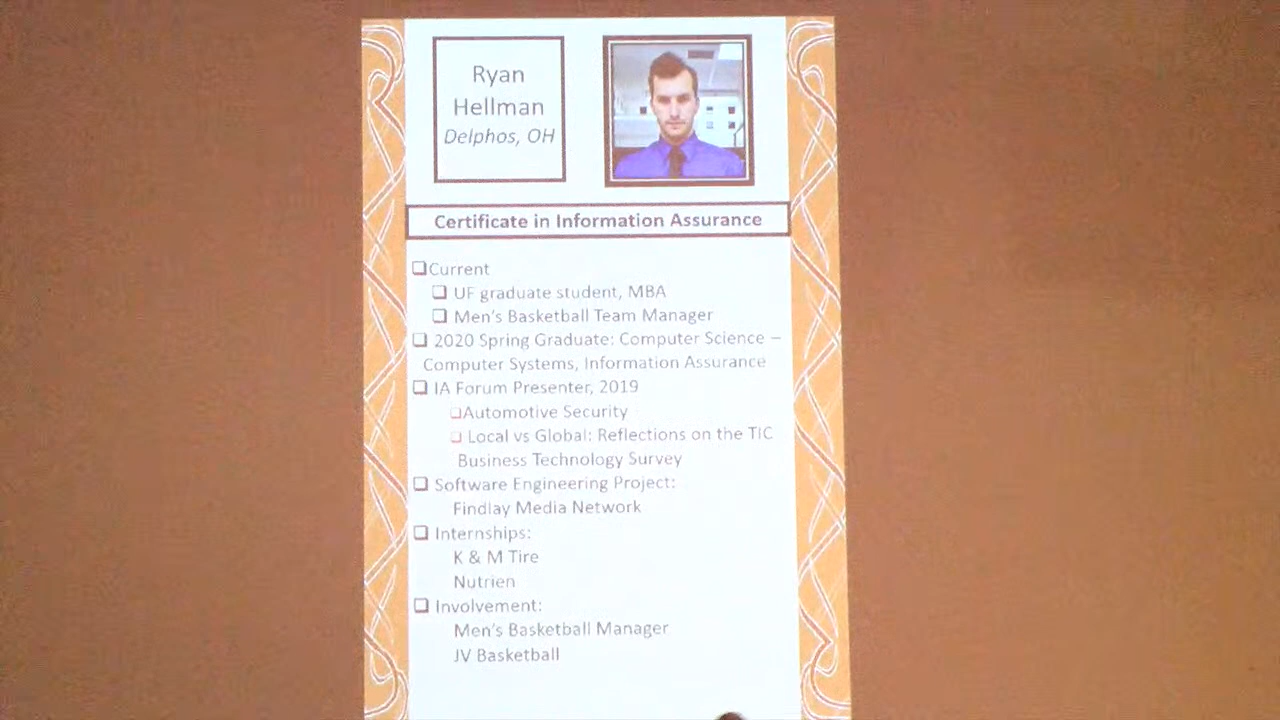 Ryan
Hellman
Delphos, OH
Certificate in Information Assurance
Current
UF graduate student, MBA
Men's Basketball Team Manager
2020 Spring Graduate: Computer Science –
Computer Systems, Information Assurance
IA Forum Presenter, 2019
Automotive Security
Local vs Global: Reflections on the TIC
Business Technology Survey
Software Engineering Project:
Findlay Media Network
Internships:
K & M Tire
Nutrien
Involvement:
Men's Basketball Manager
JV Basketball